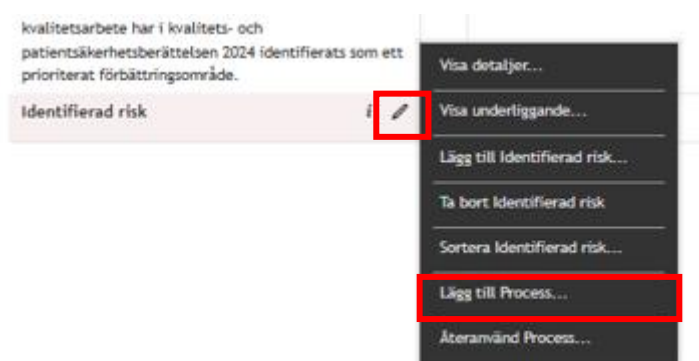 kvalitetsarbete har i kvalitets- och
patientsäkerhetsberättelsen 2024 identifierats som ett
prioriterat förbättringsområde.
Identifierad risk i
Visa detaljer...
Visa underliggande...
Lägg till Identifierad risk...
Ta bort Identifierad risk
Sortera Identifierad risk...
Lägg till Process...
Återanvänd Process...